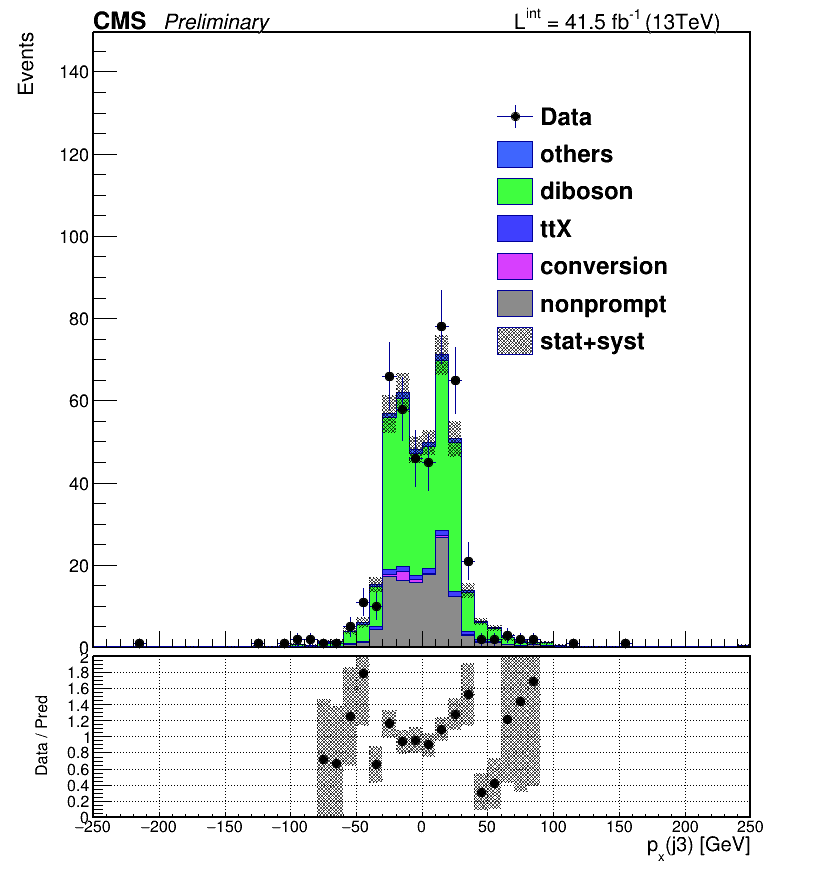 CMS Preliminary L^int = 41.5 fb^-1 (13TeV)
Events
140
120
100
80
60
40
20
0
Data
others
diboson
ttX
conversion
nonprompt
stat+syst
Data / Pred
2
1.8
1.6
1.4
1.2
1
0.8
0.6
0.4
0.2
0
−250 −200 −150 −100 −50 0 50 100 150 200 250
p_x(j3) [GeV]